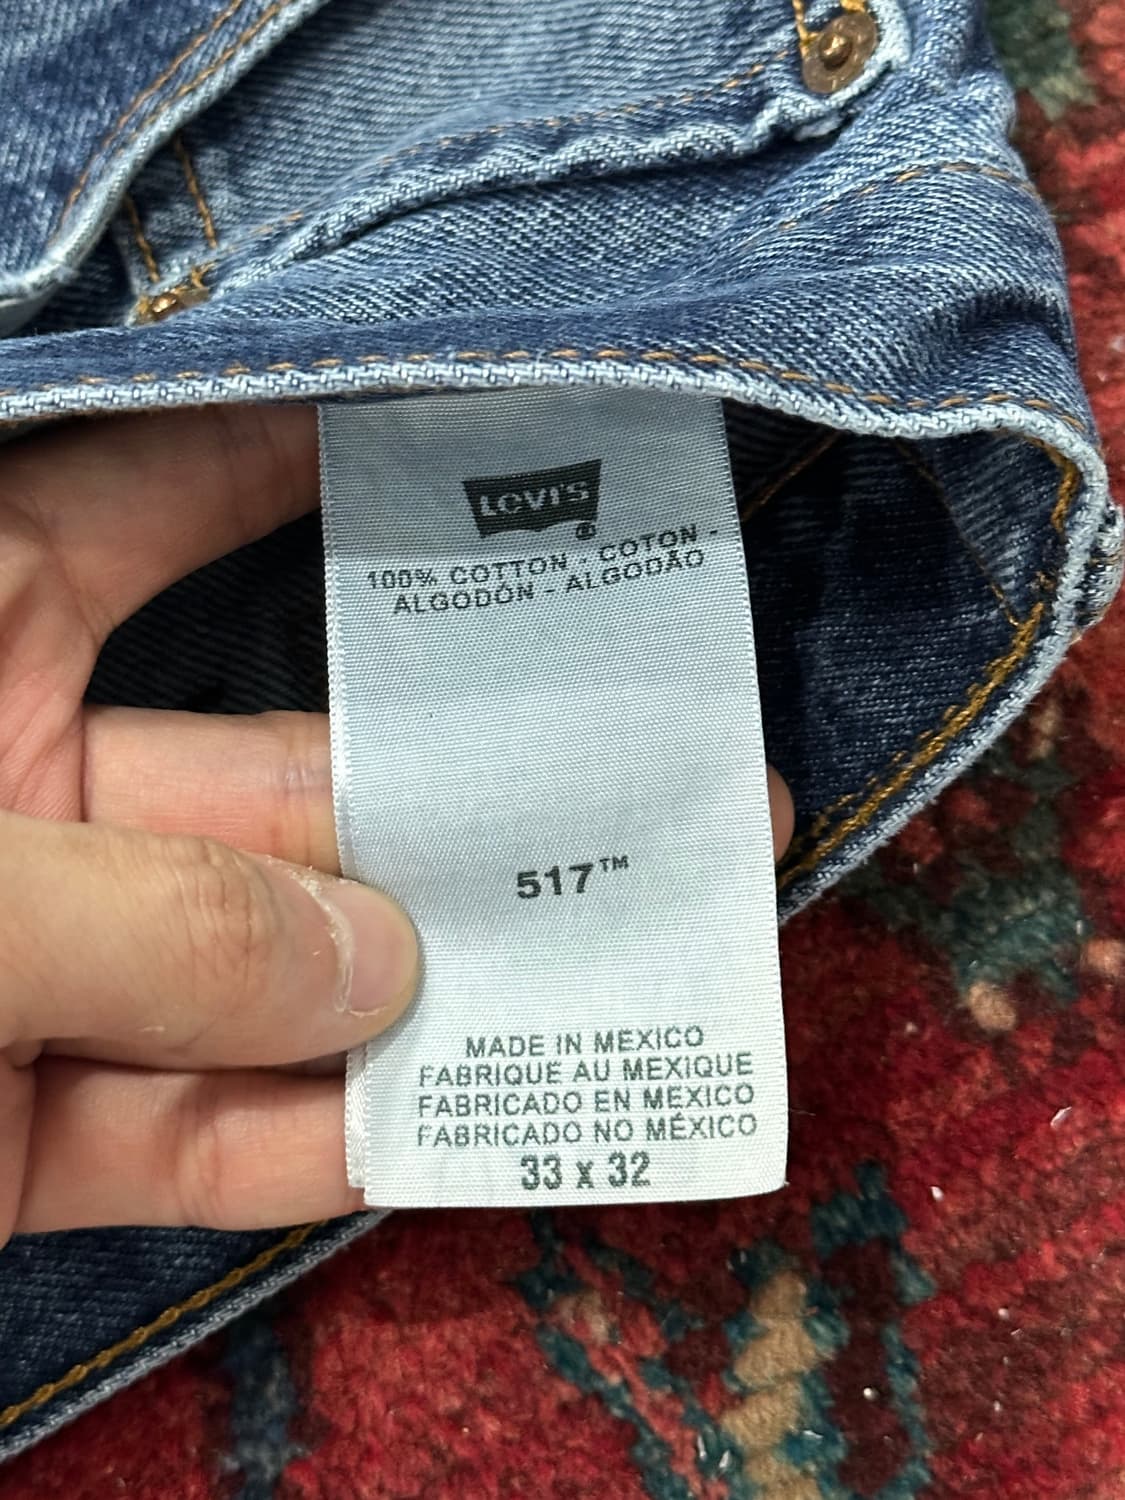 LEVI'S
®
100% COTTON - COTON -
ALGODÓN - ALGODÃO
517™
MADE IN MEXICO
FABRIQUE AU MEXIQUE
FABRICADO EN MEXICO
FABRICADO NO MÉXICO
33 x 32